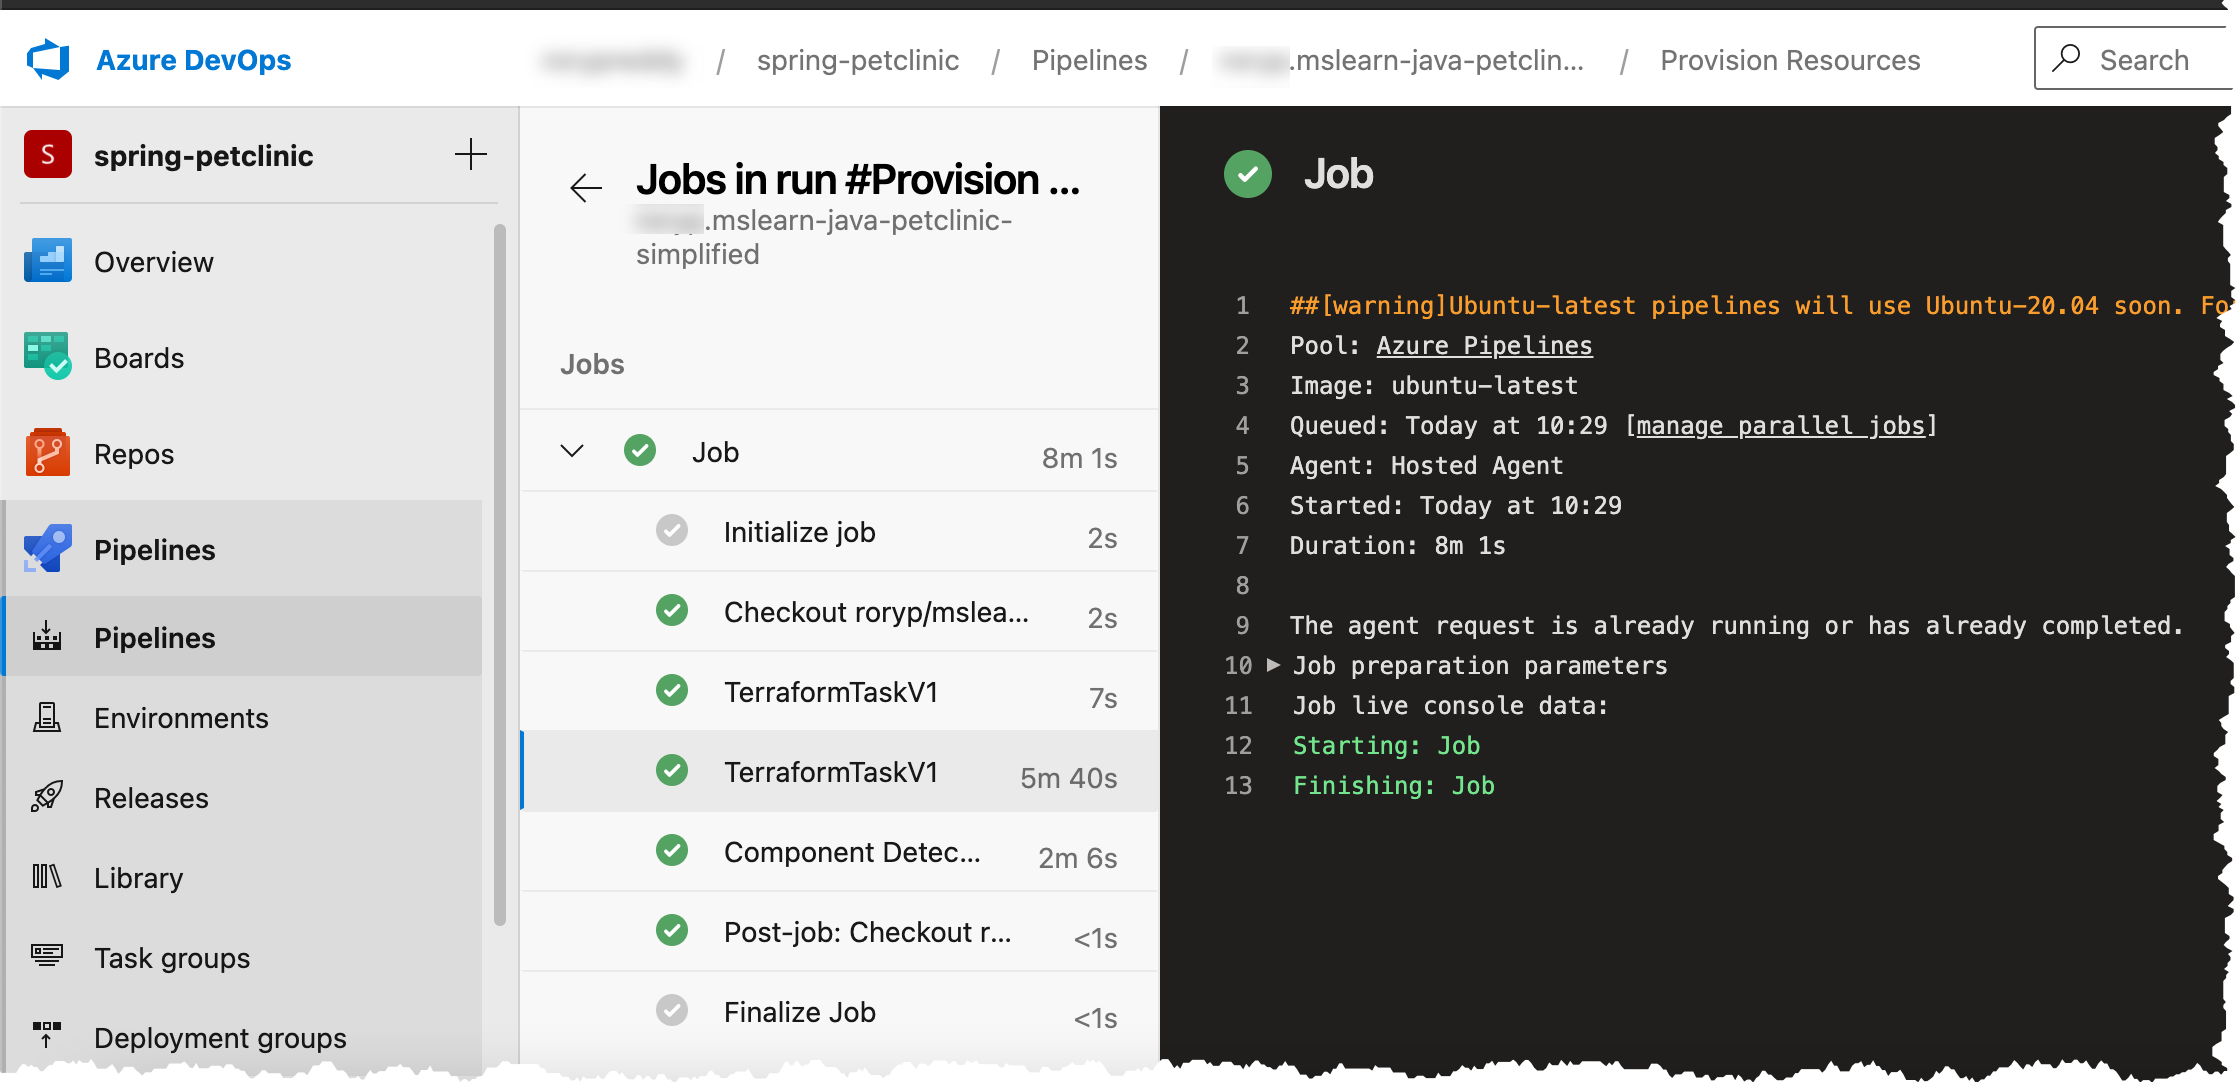 Azure DevOps
/ spring-petclinic / Pipelines / .mslearn-java-petclin... / Provision Resources
Search
S spring-petclinic
Overview
Boards
Repos
Pipelines
Pipelines
Environments
Releases
Library
Task groups
Deployment groups
Jobs in run #Provision ...
.mslearn-java-petclinic-
simplified
Jobs
Job 8m 1s
Initialize job 2s
Checkout roryp/mslea... 2s
TerraformTaskV1 7s
TerraformTaskV1 5m 40s
Component Detec... 2m 6s
Post-job: Checkout r... <1s
Finalize Job <1s
Job
1 ##[warning]Ubuntu-latest pipelines will use Ubuntu-20.04 soon. Fo
2 Pool: Azure Pipelines
3 Image: ubuntu-latest
4 Queued: Today at 10:29 [manage parallel jobs]
5 Agent: Hosted Agent
6 Started: Today at 10:29
7 Duration: 8m 1s
8
9 The agent request is already running or has already completed.
10 Job preparation parameters
11 Job live console data:
12 Starting: Job
13 Finishing: Job